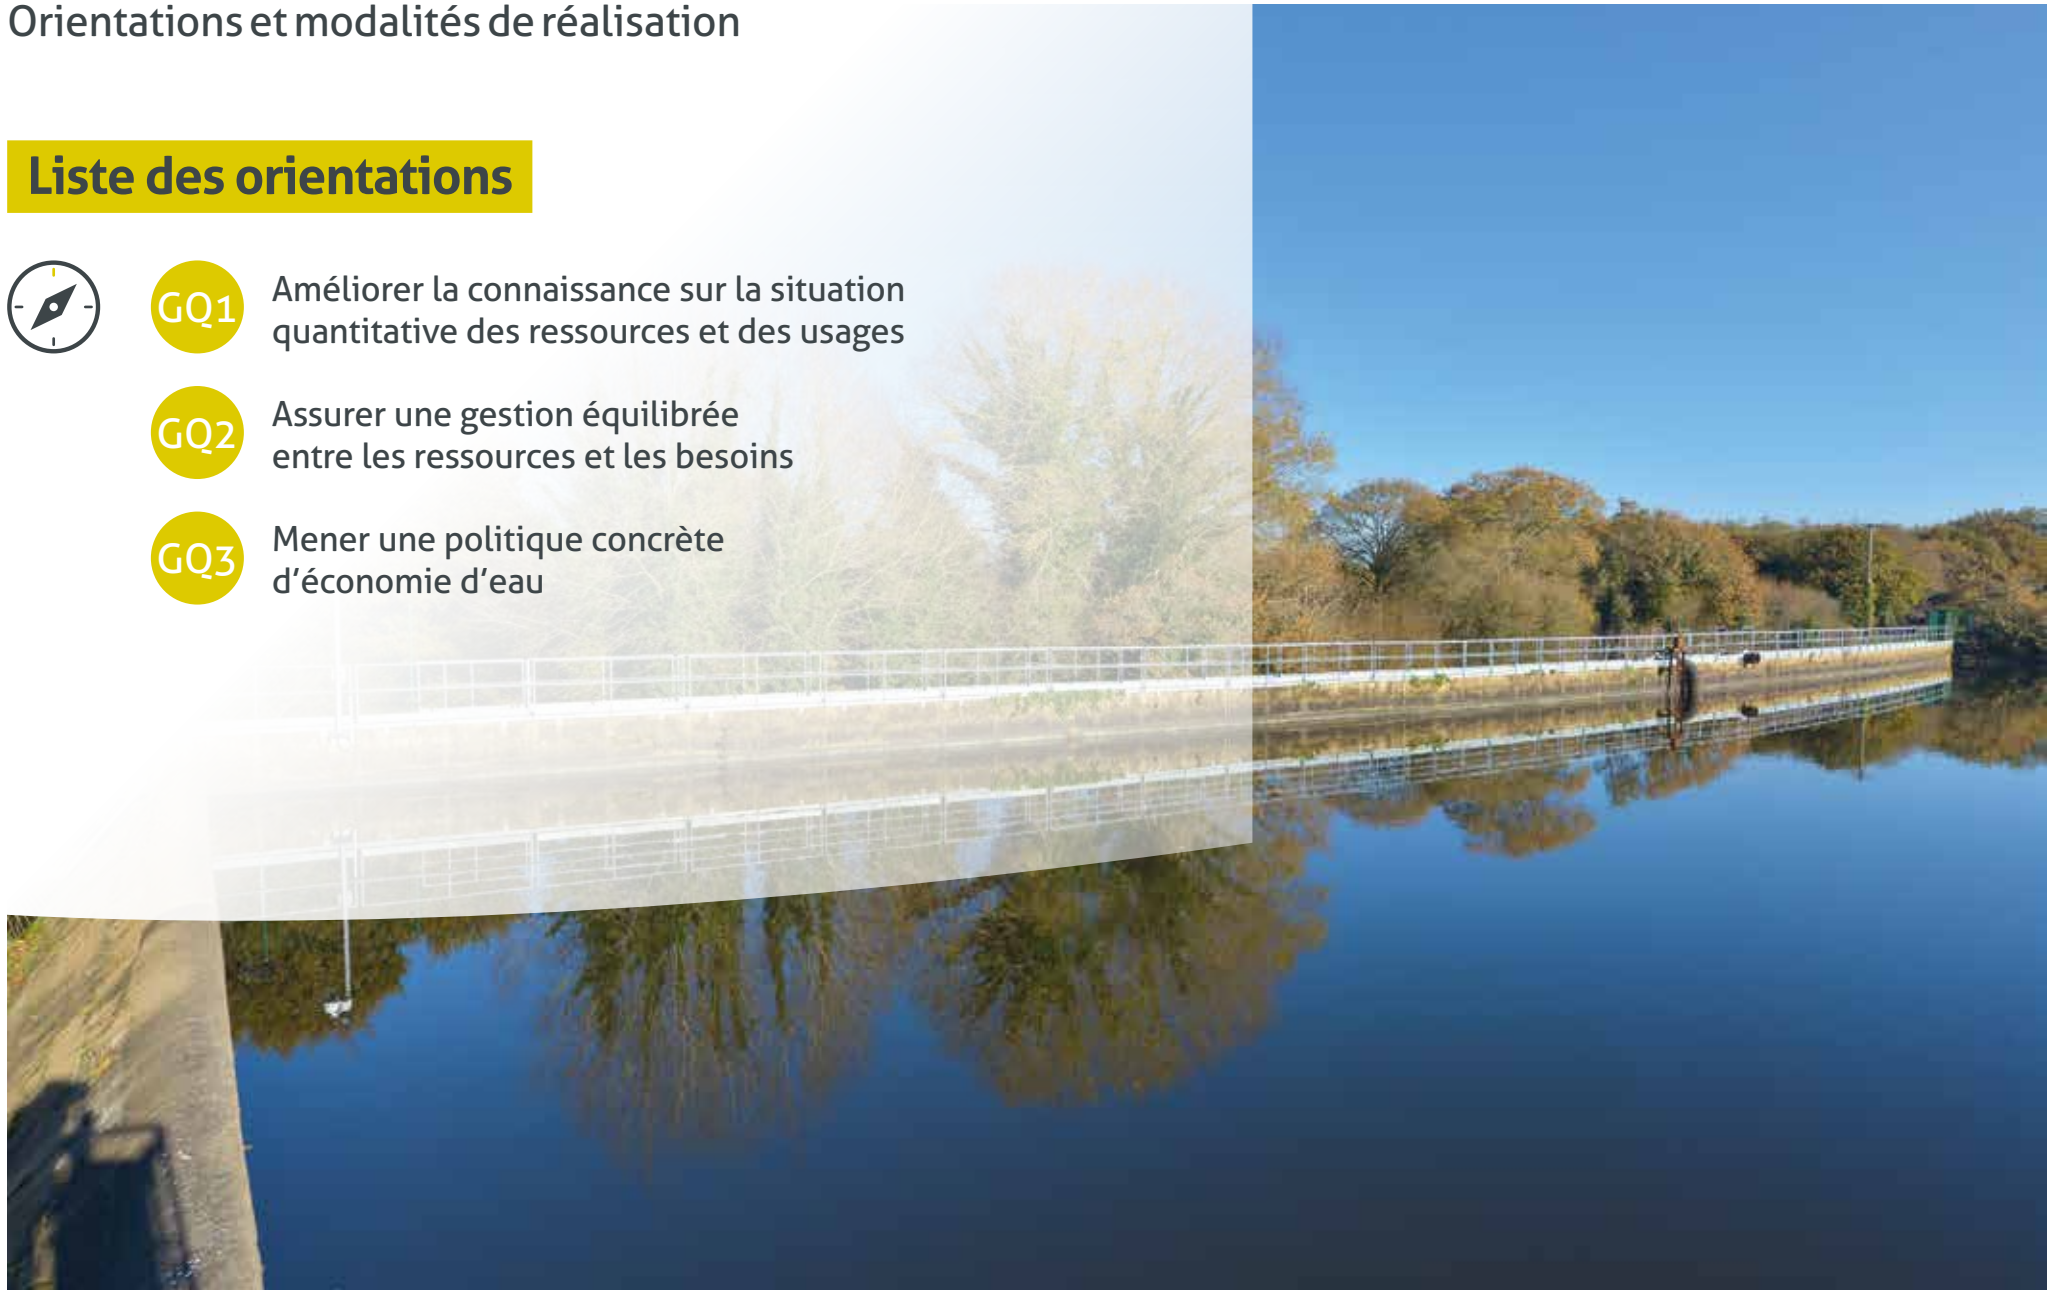 Orientations et modalités de réalisation
Liste des orientations
GQ1
Améliorer la connaissance sur la situation
quantitative des ressources et des usages
GQ2
Assurer une gestion équilibrée
entre les ressources et les besoins
GQ3
Mener une politique concrète
d’économie d’eau